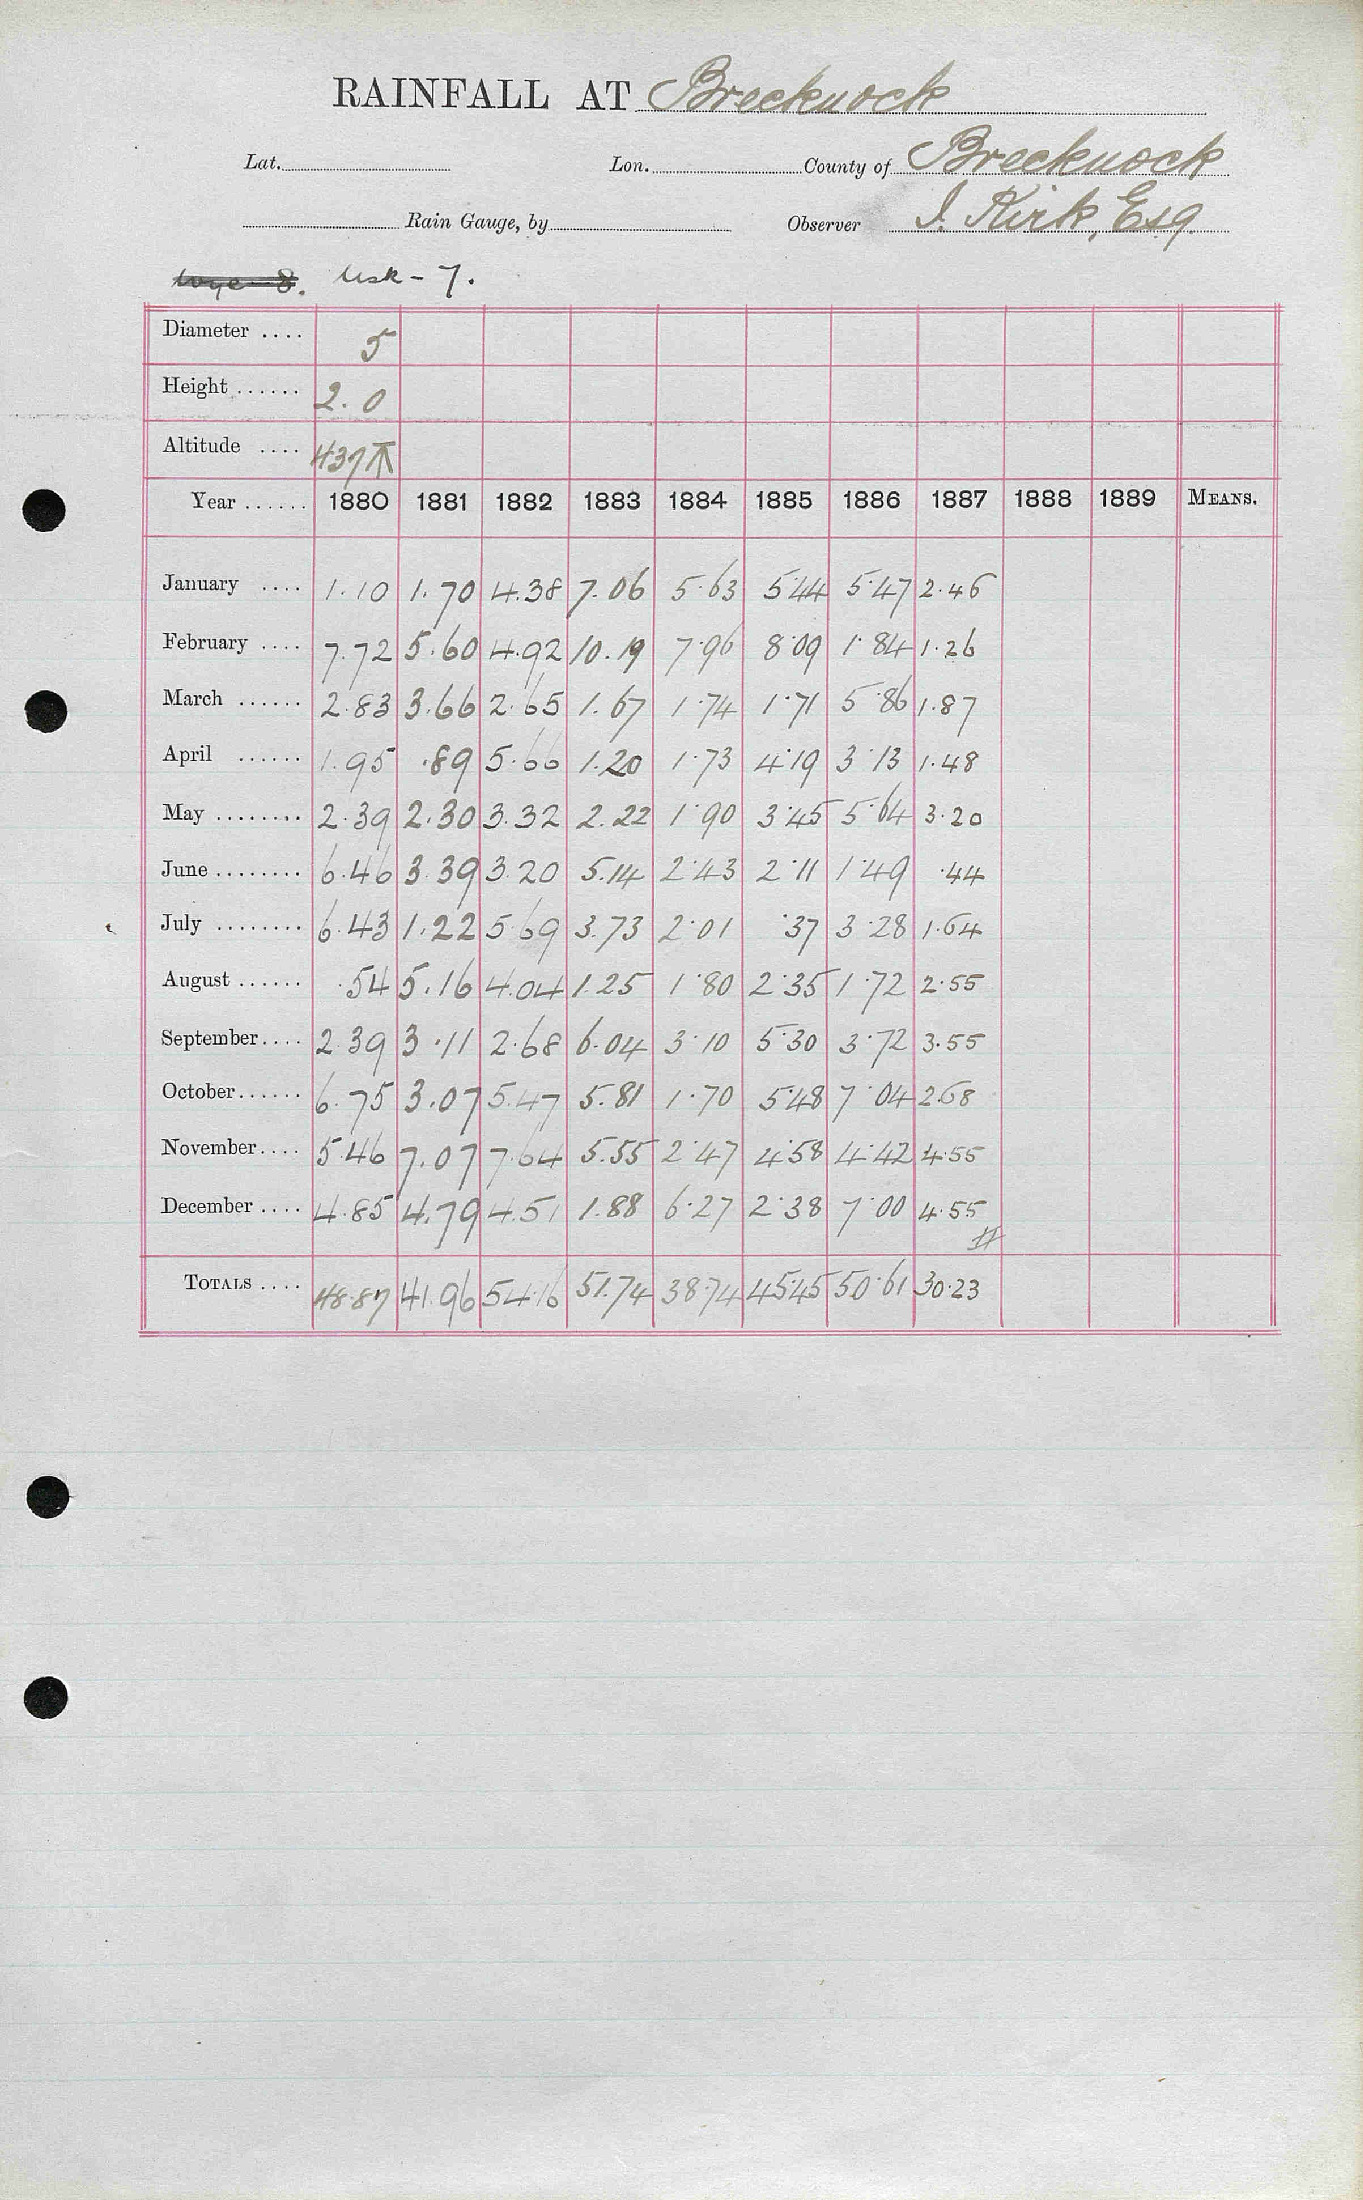 RAINFALL AT Brecknock
Lat. Lon. County of Brecknock
Rain Gauge, by Observer I. Kirk, Esq
Wye-8. Usk-7.
Diameter .... 5
Height ...... 2.0
Altitude .... 437
Year ...... 1880 1881 1882 1883 1884 1885 1886 1887 1888 1889 MEANS.
January .... 1.10 1.70 4.38 7.06 5.63 5.44 5.47 2.46
February .... 7.72 5.60 4.92 10.19 7.96 8.09 1.84 1.26
March ...... 2.83 3.66 2.65 1.67 1.74 1.71 5.86 1.87
April ...... 1.95 .89 5.66 1.20 1.73 4.19 3.13 1.48
May ........ 2.39 2.30 3.32 2.22 1.90 3.45 5.64 3.20
June ........ 6.46 3.39 3.20 5.14 2.43 2.11 1.49 .44
July ........ 6.43 1.22 5.69 3.73 2.01 .37 3.28 1.64
August ...... .54 5.16 4.04 1.25 1.80 2.35 1.72 2.55
September .... 2.39 3.11 2.68 6.04 3.10 5.30 3.72 3.55
October ...... 6.75 3.07 5.47 5.81 1.70 5.48 7.04 2.68
November .... 5.46 7.07 7.64 5.55 2.47 4.58 4.42 4.55
December .... 4.85 4.79 4.51 1.88 6.27 2.38 7.00 4.55
TOTALS .... 48.87 41.96 54.16 51.74 38.74 45.45 50.61 30.23